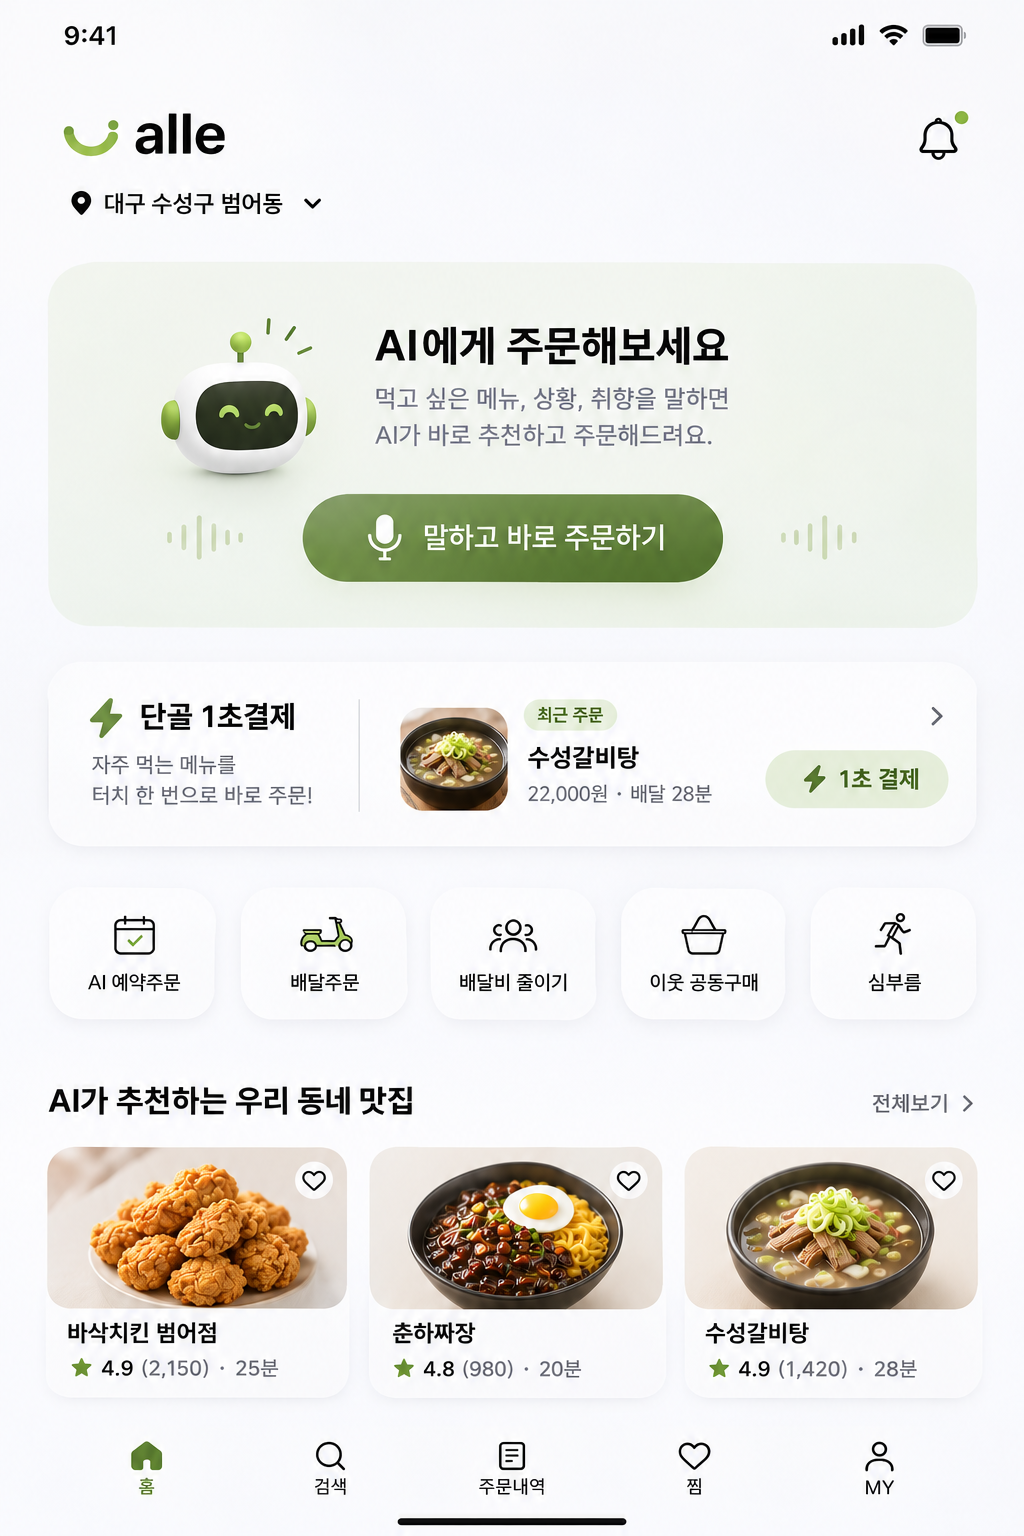 9:41
alle
대구 수성구 범어동
AI에게 주문해보세요
먹고 싶은 메뉴, 상황, 취향을 말하면
AI가 바로 추천하고 주문해드려요.
말하고 바로 주문하기
단골 1초결제
자주 먹는 메뉴를
터치 한 번으로 바로 주문!
최근 주문
수성갈비탕
22,000원 · 배달 28분
1초 결제
AI 예약주문
배달주문
배달비 줄이기
이웃 공동구매
심부름
AI가 추천하는 우리 동네 맛집
전체보기
바삭치킨 범어점
4.9 (2,150) · 25분
춘하짜장
4.8 (980) · 20분
수성갈비탕
4.9 (1,420) · 28분
홈
검색
주문내역
찜
MY